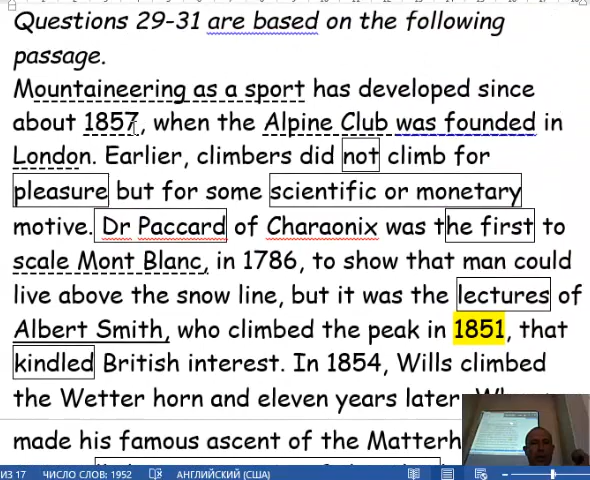 Questions 29-31 are based on the following
passage.
Mountaineering as a sport has developed since
about 1857, when the Alpine Club was founded in
London. Earlier, climbers did not climb for
pleasure but for some scientific or monetary
motive. Dr Paccard of Charaonix was the first to
scale Mont Blanc, in 1786, to show that man could
live above the snow line, but it was the lectures of
Albert Smith, who climbed the peak in 1851, that
kindled British interest. In 1854, Wills climbed
the Wetter horn and eleven years later
made his famous ascent of the
ИЗ 17 ЧИСЛО СЛОВ: 1952 АНГЛИЙСКИЙ (США)